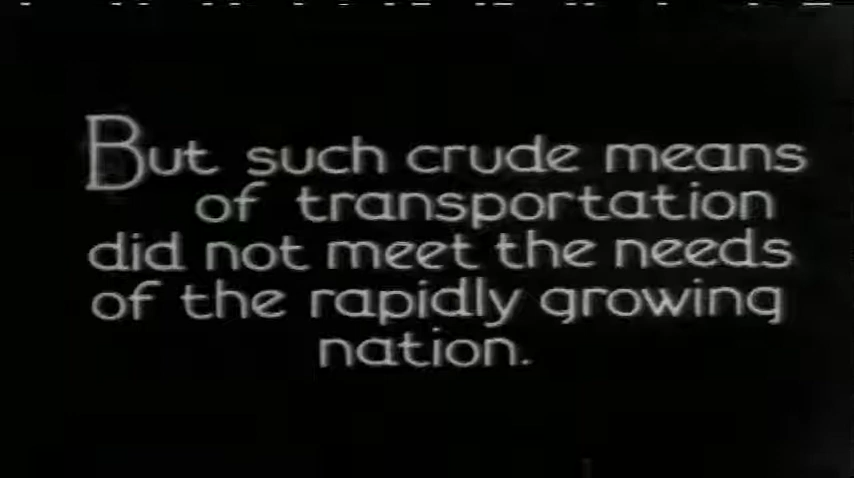 But such crude means
of transportation
did not meet the needs
of the rapidly growing
nation.